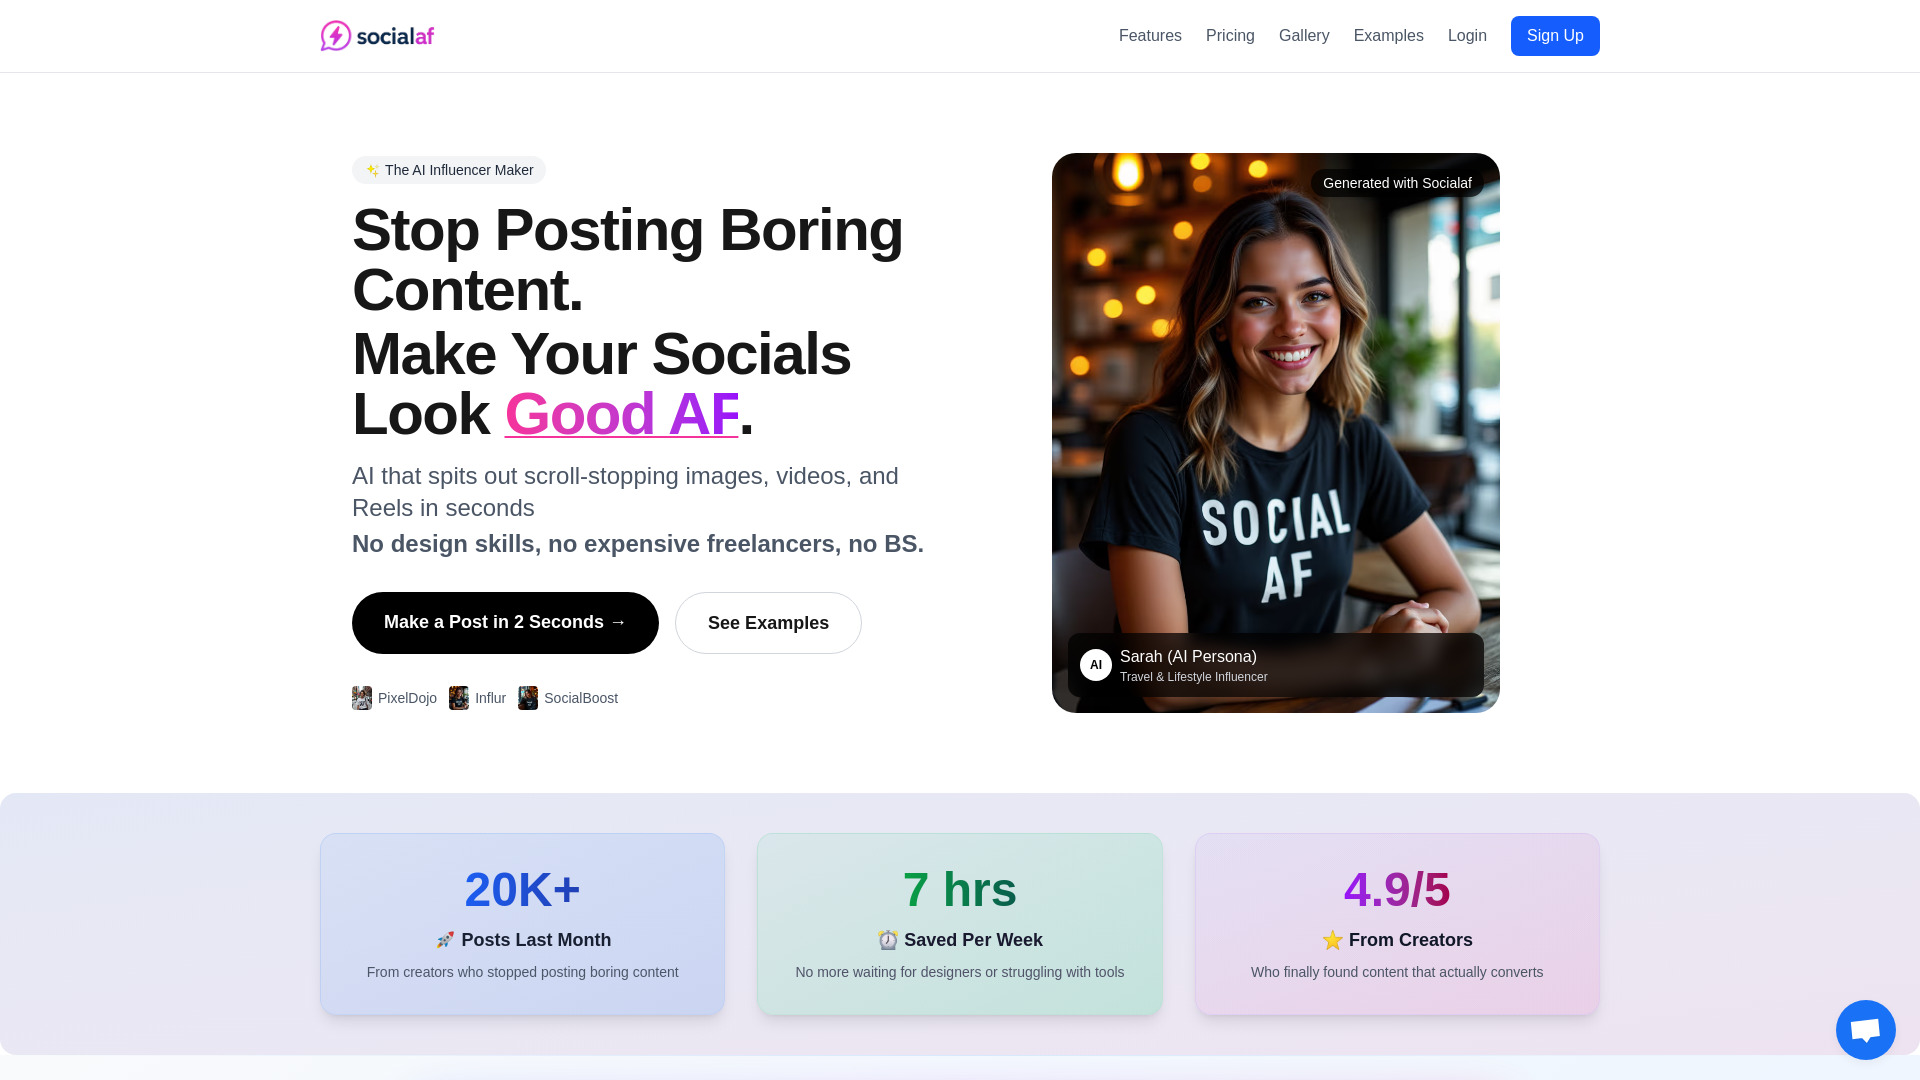 socialaf
Features
Pricing
Gallery
Examples
Login
Sign Up
✨ The AI Influencer Maker
Stop Posting Boring
Content.
Make Your Socials
Look Good AF.
AI that spits out scroll-stopping images, videos, and
Reels in seconds
No design skills, no expensive freelancers, no BS.
Make a Post in 2 Seconds →
See Examples
PixelDojo
Influr
SocialBoost
Generated with Socialaf
SOCIAL
AF
AI
Sarah (AI Persona)
Travel & Lifestyle Influencer
20K+
🚀 Posts Last Month
From creators who stopped posting boring content
7 hrs
⏰ Saved Per Week
No more waiting for designers or struggling with tools
4.9/5
⭐ From Creators
Who finally found content that actually converts